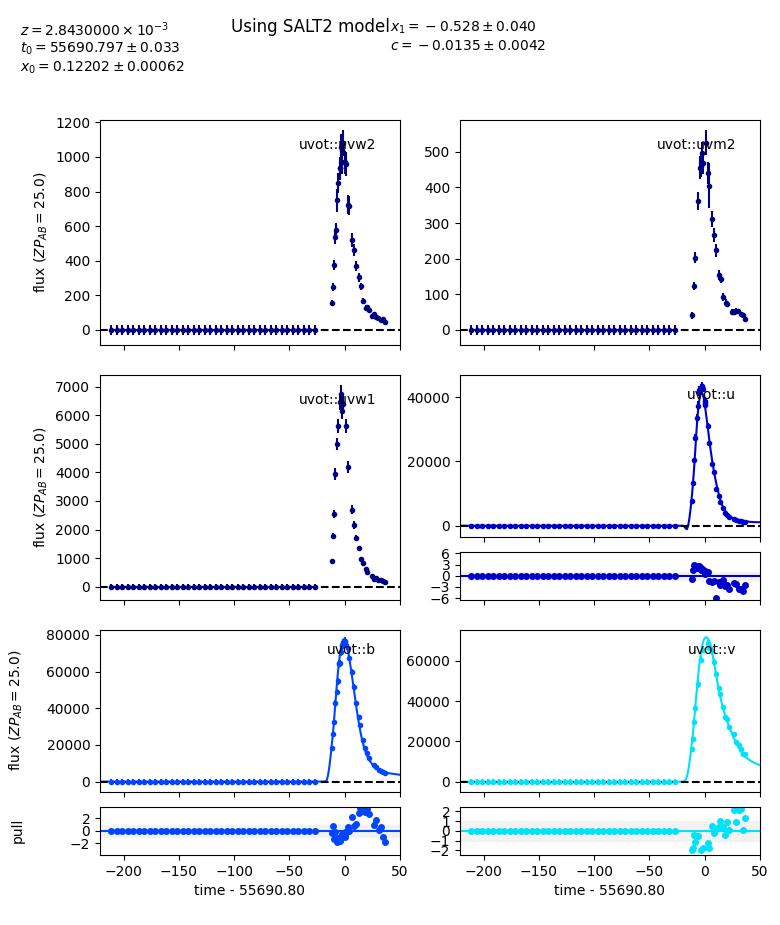 Using SALT2 model
z = 2.8430000 × 10⁻³
t₀ = 55690.797 ± 0.033
x₀ = 0.12202 ± 0.00062
x₁ = −0.528 ± 0.040
c = −0.0135 ± 0.0042
uvot::uvw2
1200
1000
800
600
400
200
0
flux (ZP_AB = 25.0)
uvot::uvm2
500
400
300
200
100
0
uvot::uvw1
7000
6000
5000
4000
3000
2000
1000
0
flux (ZP_AB = 25.0)
uvot::u
40000
20000
0
6
3
0
−3
−6
uvot::b
80000
60000
40000
20000
0
flux (ZP_AB = 25.0)
2
0
−2
pull
−200 −150 −100 −50 0 50
time - 55690.80
uvot::v
60000
40000
20000
0
2
1
0
−1
−2
−200 −150 −100 −50 0 50
time - 55690.80